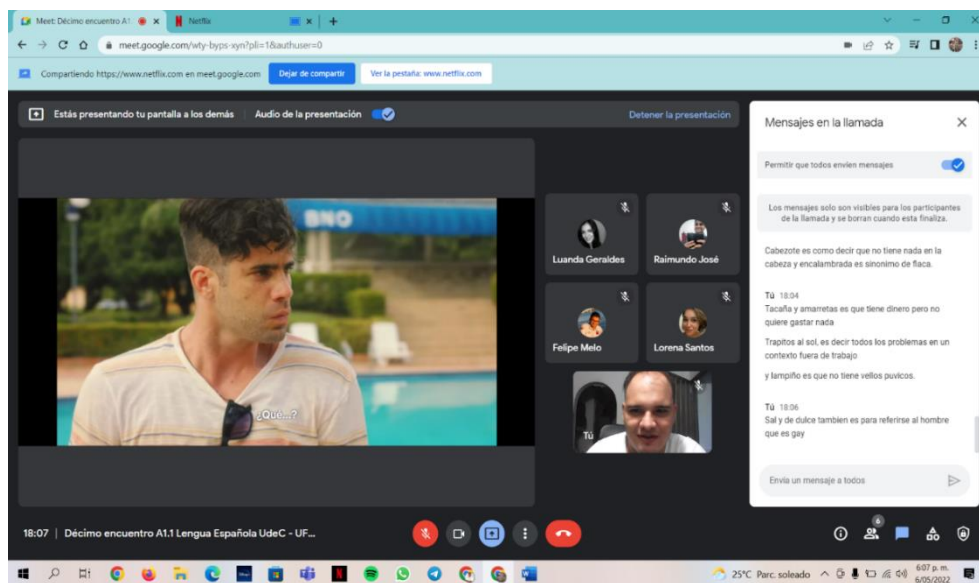 Meet: Décimo encuentro A1
Netflix
meet.google.com/wty-byps-xyn?pli=1&authuser=0
Compartiendo https://www.netflix.com en meet.google.com
Dejar de compartir
Ver la pestaña: www.netflix.com
Estás presentando tu pantalla a los demás
Audio de la presentación
Detener la presentación
BNO
¿Qué...?
Luanda Geraldes
Raimundo José
Felipe Melo
Lorena Santos
Tú
Mensajes en la llamada
Permitir que todos envíen mensajes
Los mensajes solo son visibles para los participantes
de la llamada y se borran cuando esta finaliza.
Cabezote es como decir que no tiene nada en la
cabeza y encalambrada es sinonimo de flaca.
Tú 18:04
Tacaña y amarretas es que tiene dinero pero no
quiere gastar nada
Trapitos al sol, es decir todos los problemas en un
contexto fuera de trabajo
y lampiño es que no tiene vellos puvicos.
Tú 18:06
Sal y de dulce tambien es para referirse al hombre
que es gay
Envía un mensaje a todos
18:07 | Décimo encuentro A1.1 Lengua Española UdeC - UF...
6
25°C Parc. soleado
6:07 p. m.
6/05/2022